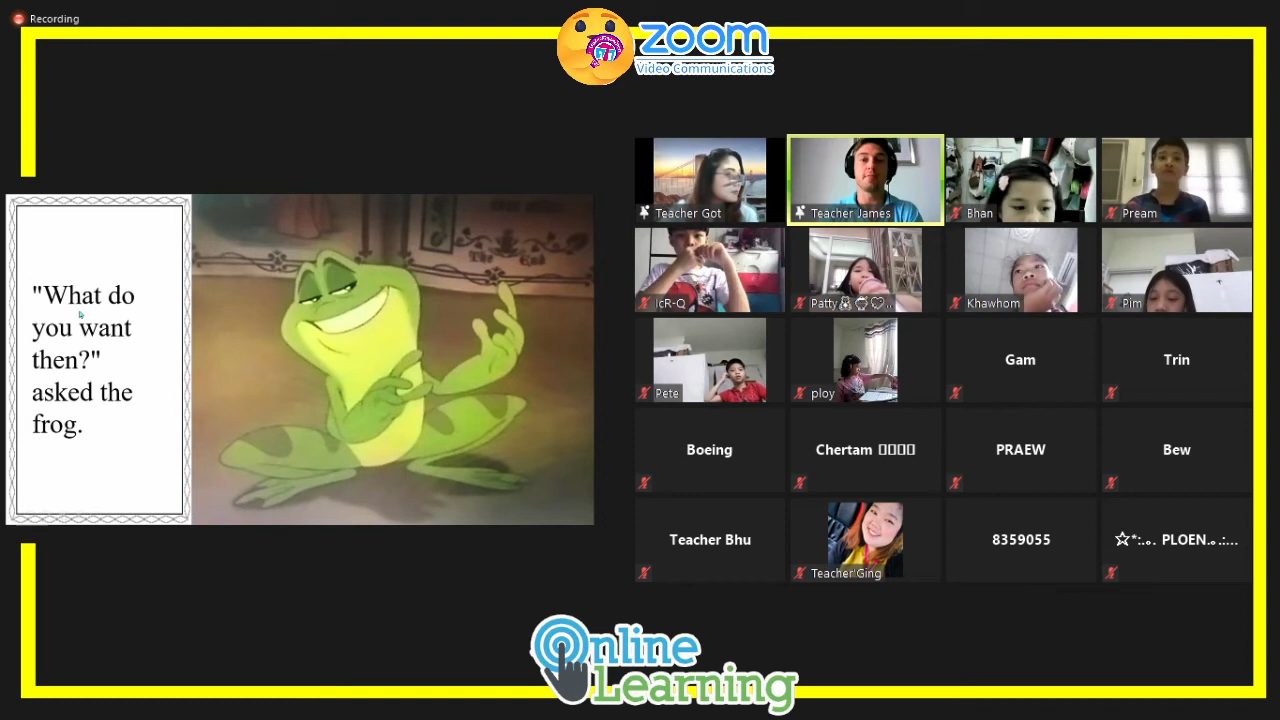 Recording
zoom
Video Communications
"What do
you want
then?"
asked the
frog.
The End
Teacher Got
Teacher James
Bhan
Pream
IcR-Q
Patty
Khawhom
Pim
Pete
ploy
Gam
Trin
Boeing
Chertam
PRAEW
Bew
Teacher Bhu
Teacher Ging
8359055
☆*:.｡. PLOEN.｡.:...
Online
Learning